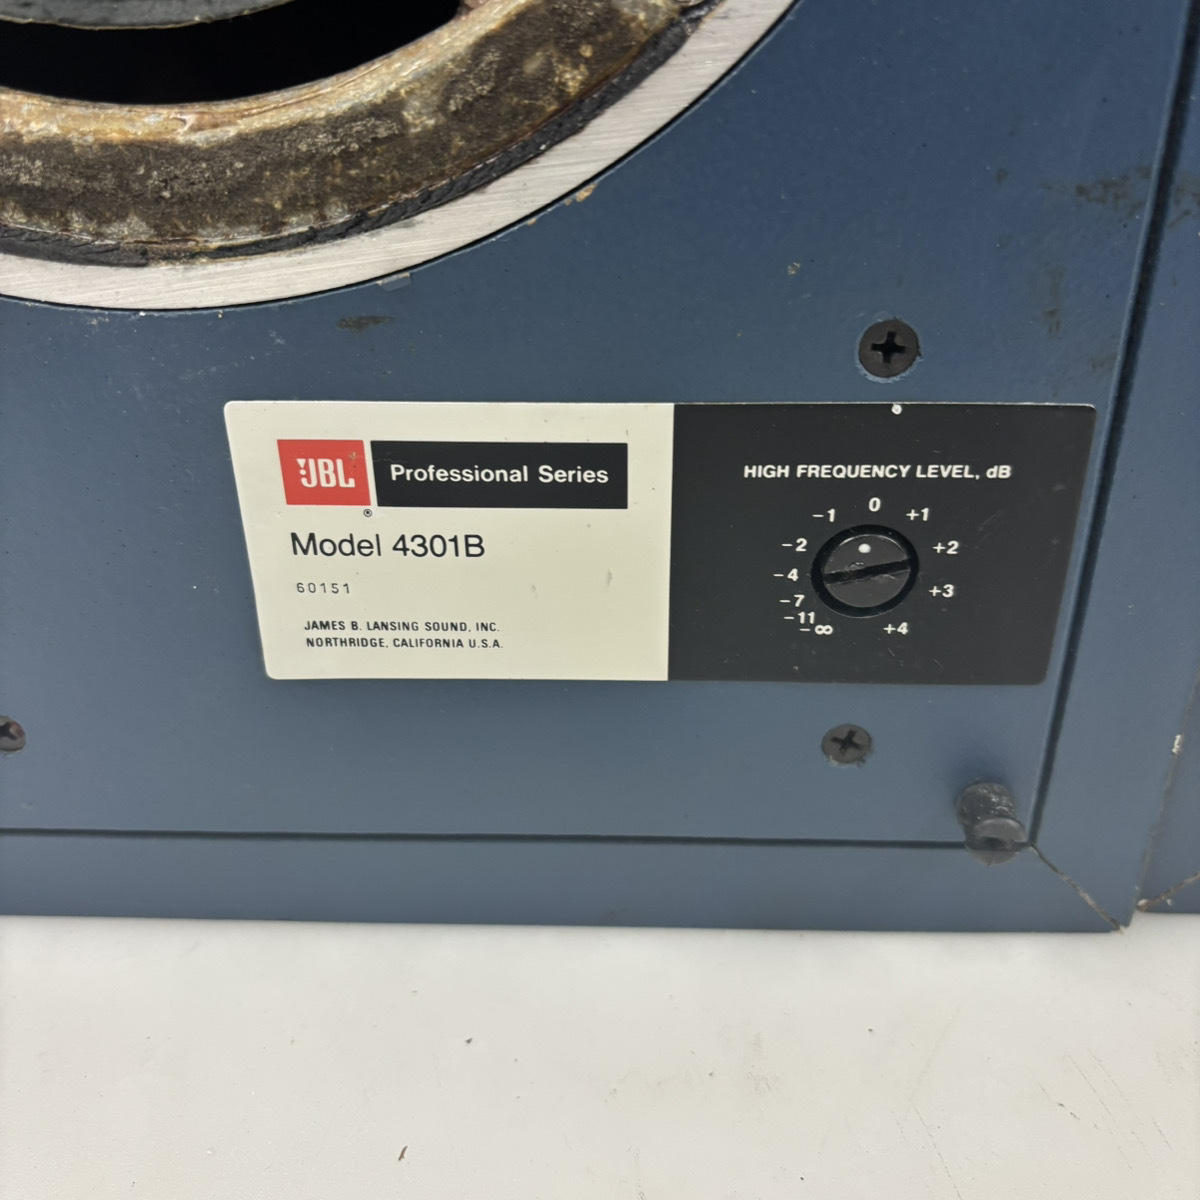 JBL Professional Series
®
Model 4301B
60151
JAMES B. LANSING SOUND, INC.
NORTHRIDGE, CALIFORNIA U.S.A.
HIGH FREQUENCY LEVEL, dB
0
-1 +1
-2 +2
-4 +3
-7
-11
-∞ +4